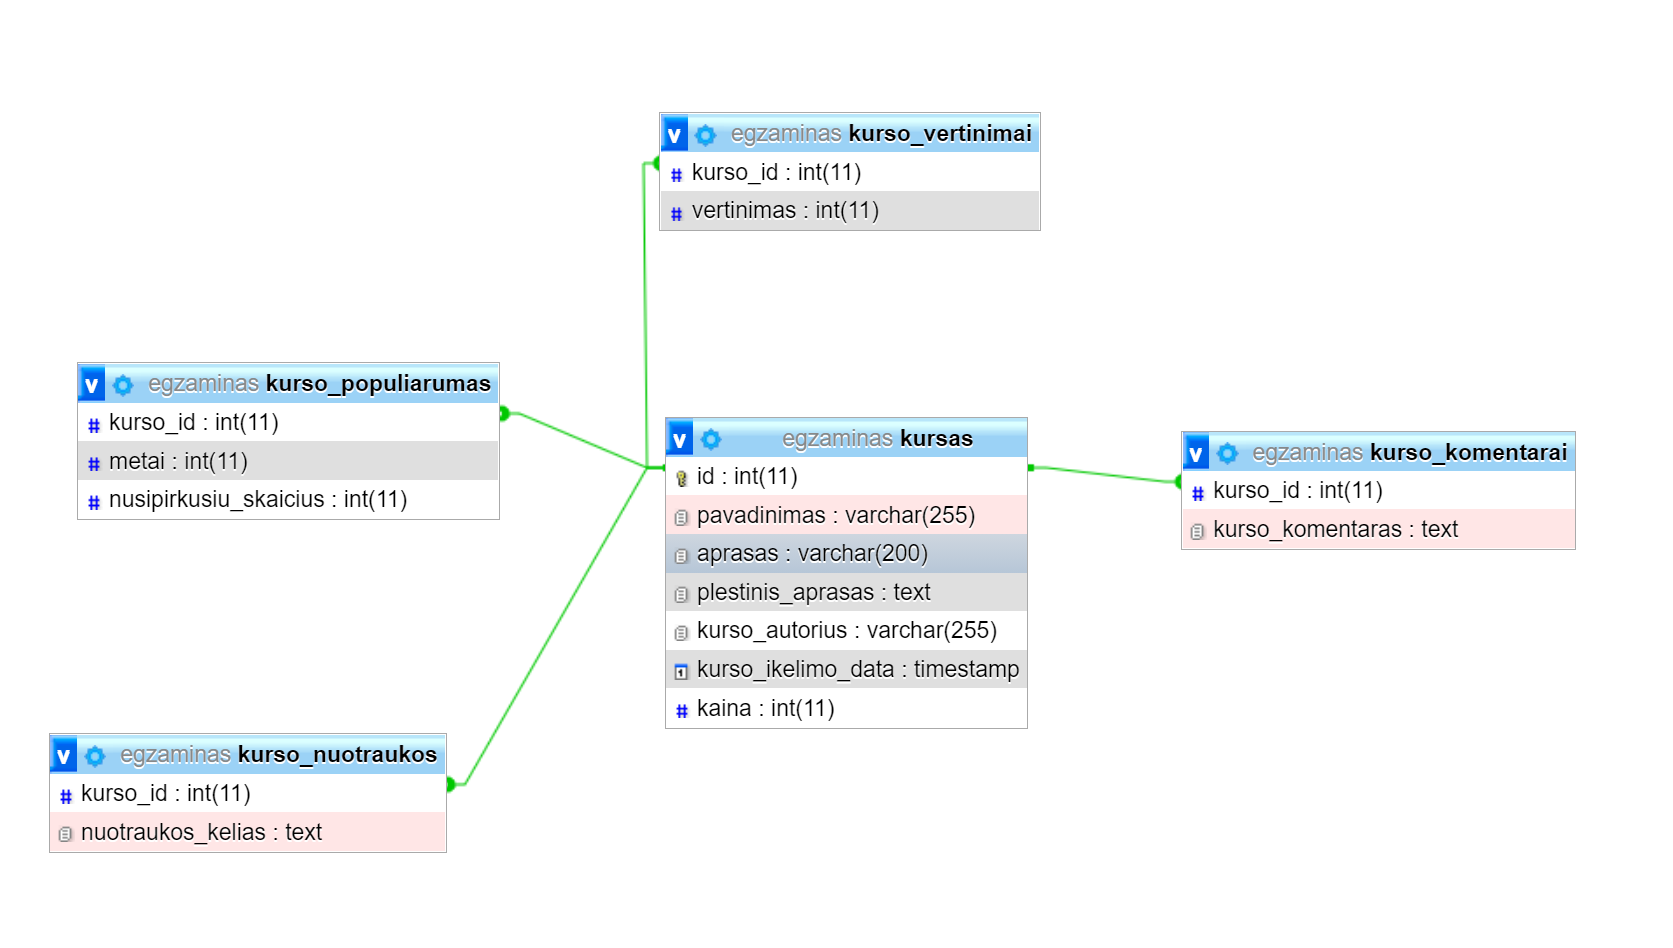 v egzaminas kurso_vertinimai
# kurso_id : int(11)
# vertinimas : int(11)
v egzaminas kurso_populiarumas
# kurso_id : int(11)
# metai : int(11)
# nusipirkusiu_skaicius : int(11)
v egzaminas kursas
id : int(11)
pavadinimas : varchar(255)
aprasas : varchar(200)
plestinis_aprasas : text
kurso_autorius : varchar(255)
kurso_ikelimo_data : timestamp
# kaina : int(11)
v egzaminas kurso_komentarai
# kurso_id : int(11)
kurso_komentaras : text
v egzaminas kurso_nuotraukos
# kurso_id : int(11)
nuotraukos_kelias : text